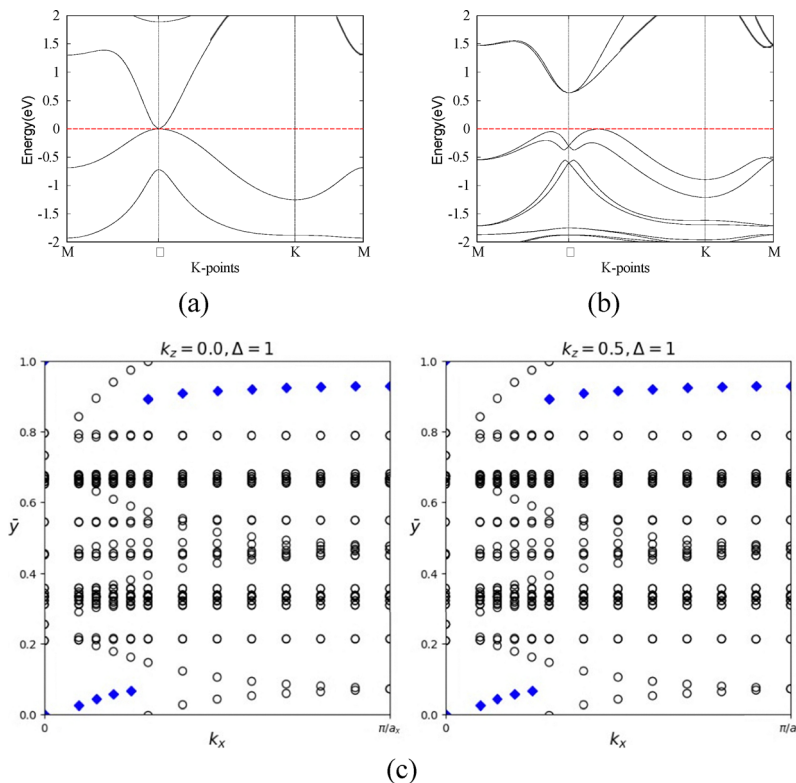 2
1.5
1
0.5
0
-0.5
-1
-1.5
-2
Energy(eV)
M □ K M
K-points
(a)
2
1.5
1
0.5
0
-0.5
-1
-1.5
-2
Energy(eV)
M □ K M
K-points
(b)
k_z = 0.0, Δ = 1
1.0
0.8
0.6
ȳ
0.4
0.2
0.0
0 π/a_x
k_x
k_z = 0.5, Δ = 1
1.0
0.8
0.6
ȳ
0.4
0.2
0.0
0 π/a
k_x
(c)